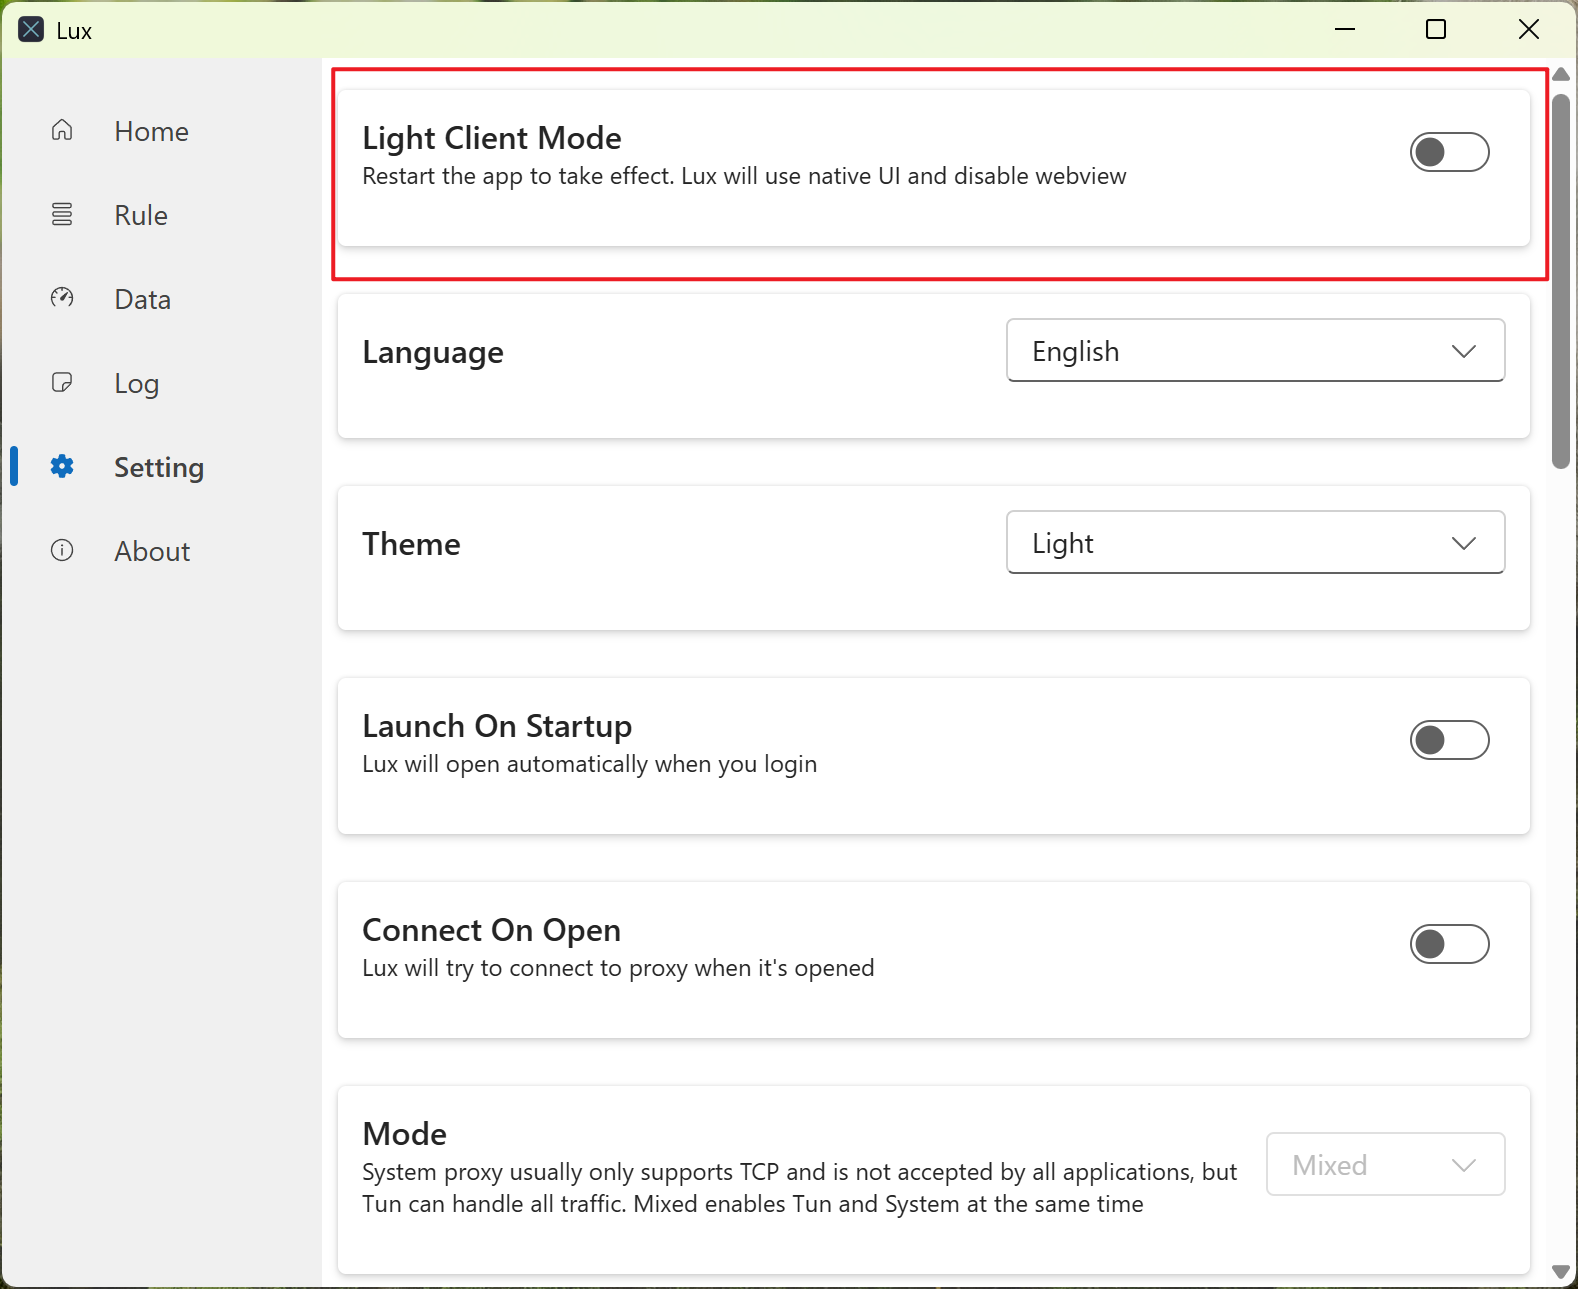 Lux
Home
Rule
Data
Log
Setting
About
Light Client Mode
Restart the app to take effect. Lux will use native UI and disable webview
Language
English
Theme
Light
Launch On Startup
Lux will open automatically when you login
Connect On Open
Lux will try to connect to proxy when it's opened
Mode
System proxy usually only supports TCP and is not accepted by all applications, but
Tun can handle all traffic. Mixed enables Tun and System at the same time
Mixed